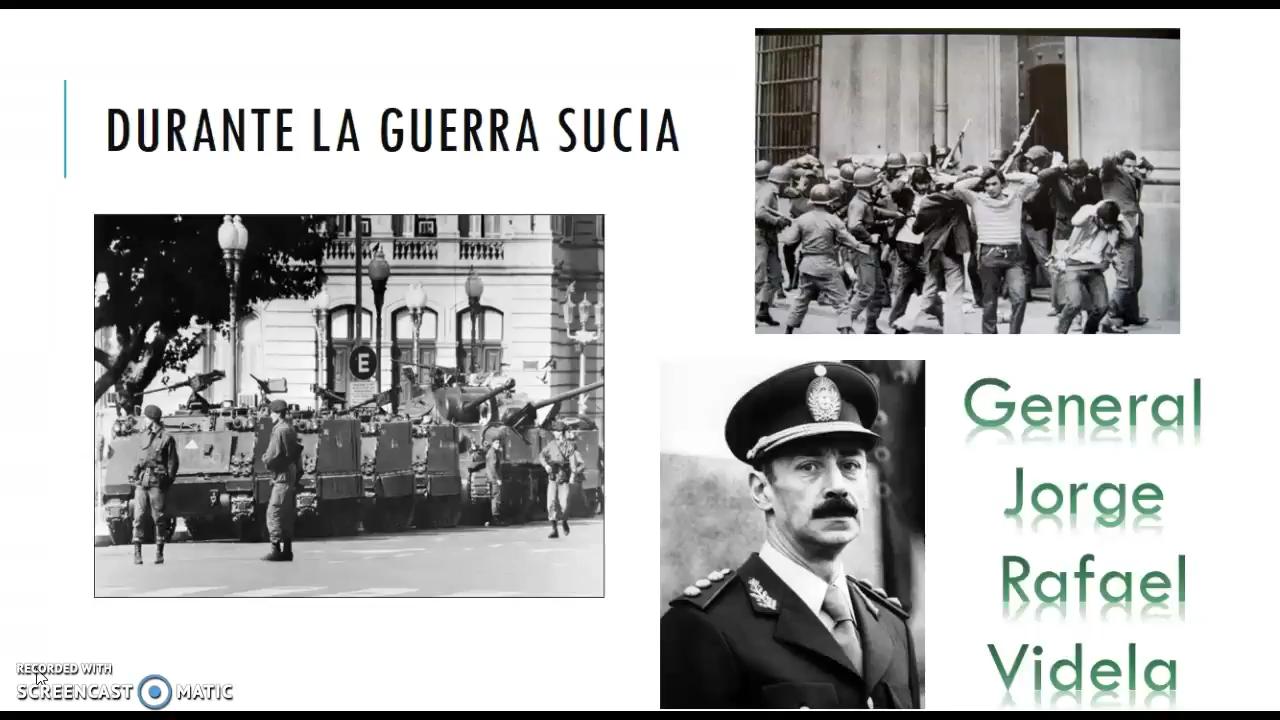 DURANTE LA GUERRA SUCIA
E
General
Jorge
Rafael
Videla
RECORDED WITH
SCREENCAST MATIC